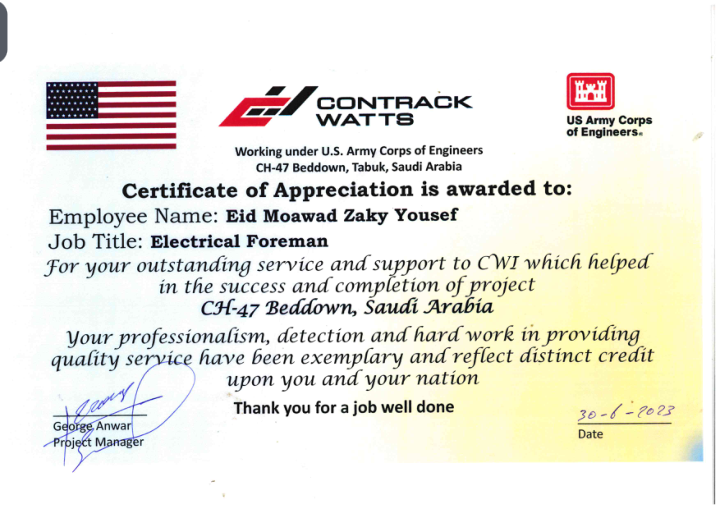 CONTRACK
WATTS
US Army Corps
of Engineers®
Working under U.S. Army Corps of Engineers
CH-47 Beddown, Tabuk, Saudi Arabia
Certificate of Appreciation is awarded to:
Employee Name: Eid Moawad Zaky Yousef
Job Title: Electrical Foreman
For your outstanding service and support to CWI which helped
in the success and completion of project
CH-47 Beddown, Saudi Arabia
Your professionalism, detection and hard work in providing
quality service have been exemplary and reflect distinct credit
upon you and your nation
Thank you for a job well done
30-6-2023
George Anwar
Project Manager
Date